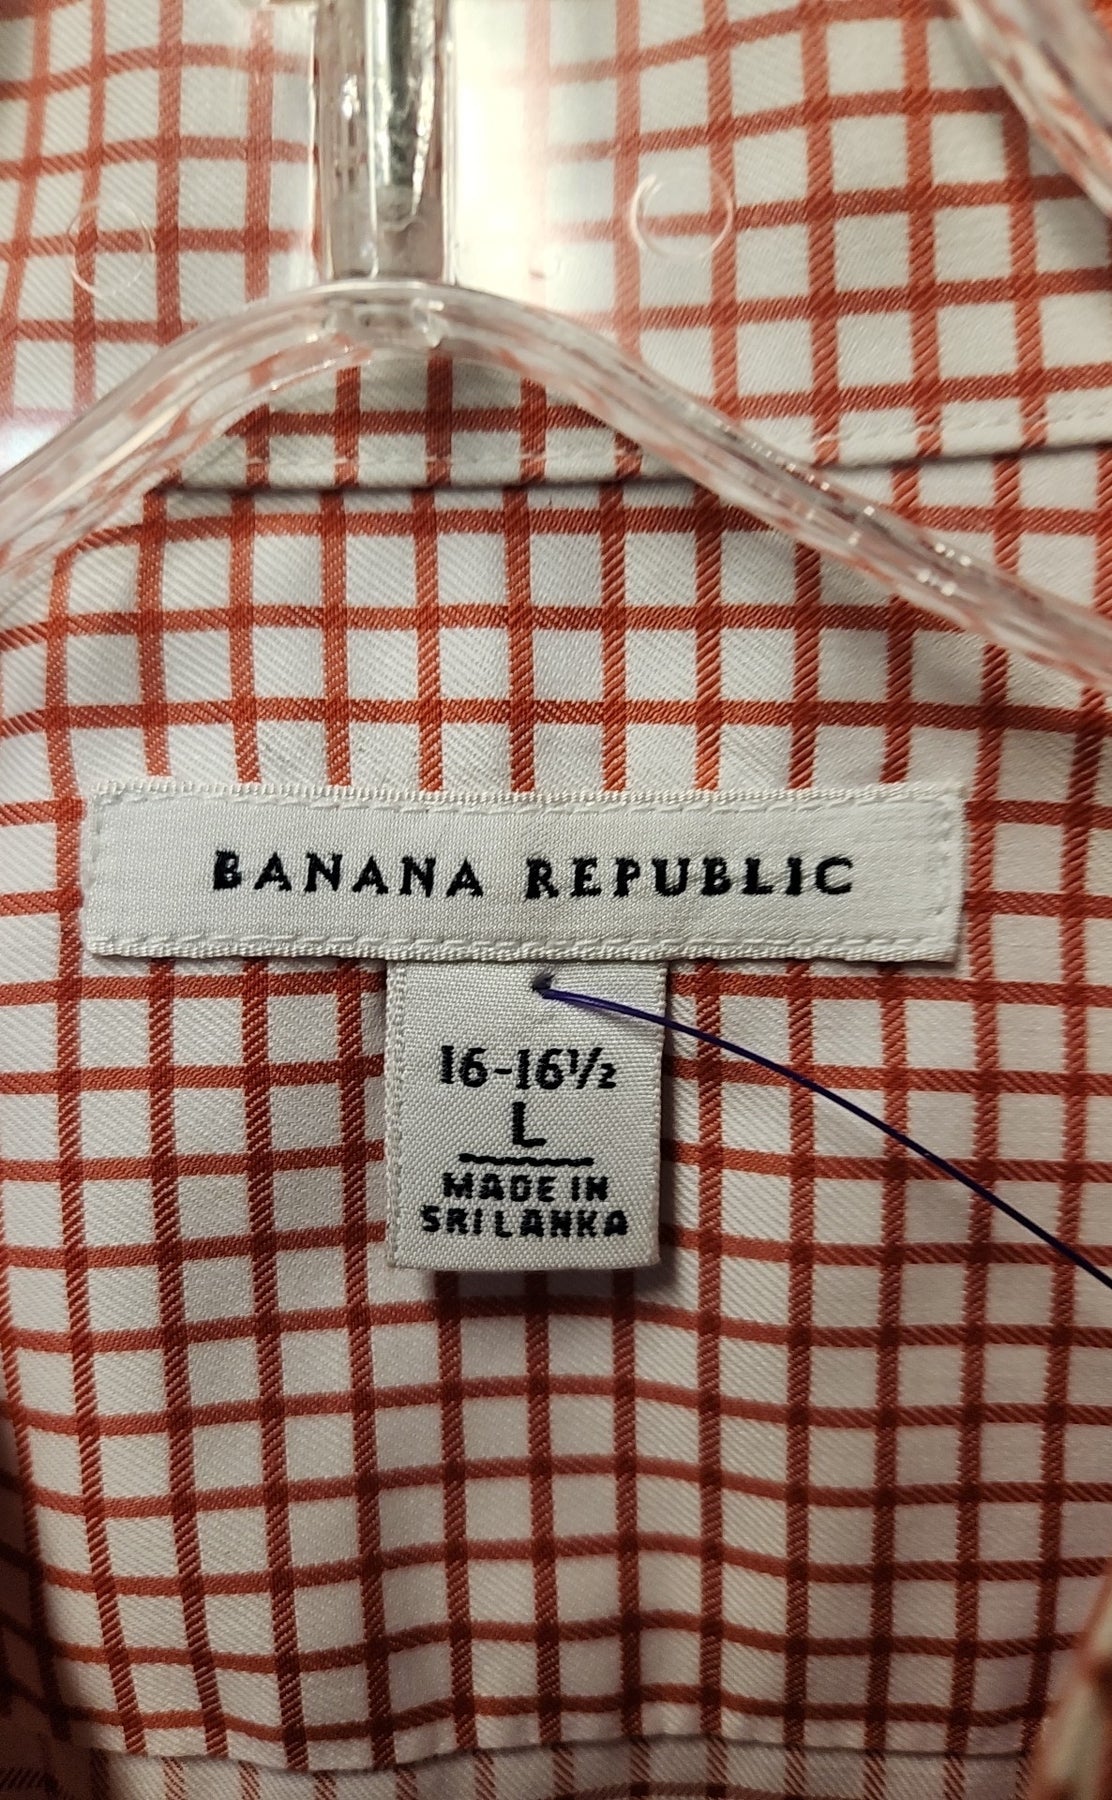 BANANA REPUBLIC
16-16½
L
MADE IN
SRI LANKA